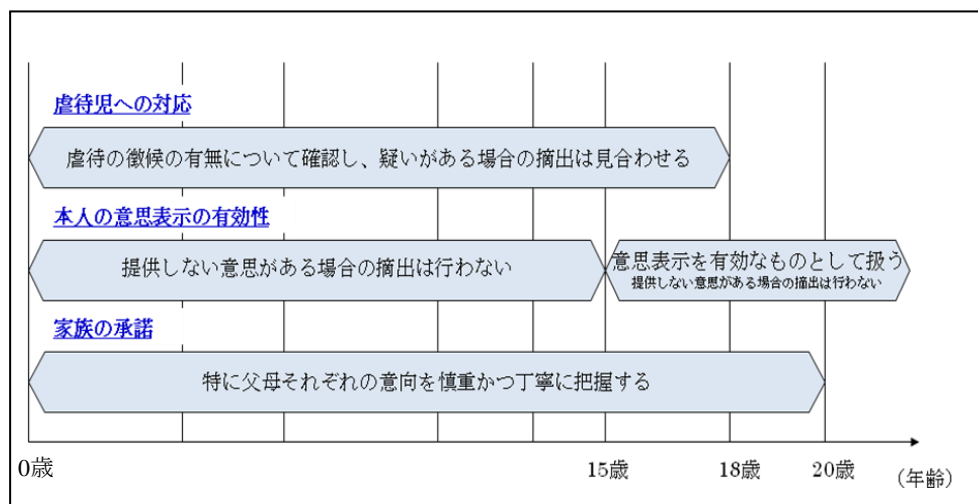 虐待児への対応
虐待の徴候の有無について確認し、疑いがある場合の摘出は見合わせる
本人の意思表示の有効性
提供しない意思がある場合の摘出は行わない
意思表示を有効なものとして扱う
提供しない意思がある場合の摘出は行わない
家族の承諾
特に父母それぞれの意向を慎重かつ丁寧に把握する
0歳
15歳
18歳
20歳
（年齢）